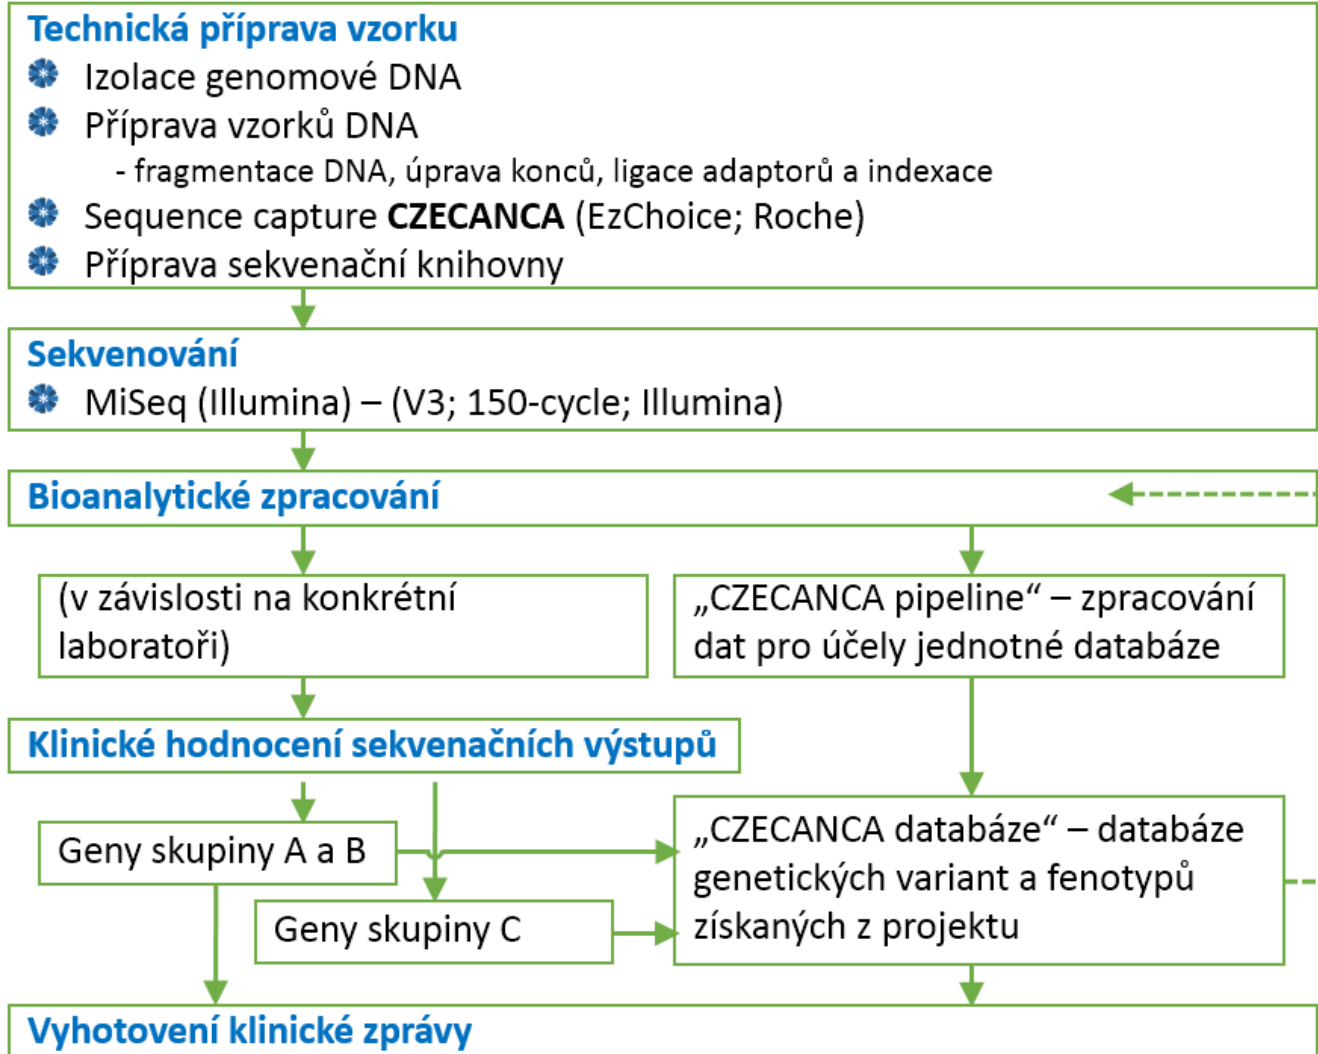 Technická příprava vzorku
Izolace genomové DNA
Příprava vzorků DNA
- fragmentace DNA, úprava konců, ligace adaptorů a indexace
Sequence capture CZECANCA (EzChoice; Roche)
Příprava sekvenační knihovny
Sekvenování
MiSeq (Illumina) – (V3; 150-cycle; Illumina)
Bioanalytické zpracování
(v závislosti na konkrétní
laboratoři)
„CZECANCA pipeline“ – zpracování
dat pro účely jednotné databáze
Klinické hodnocení sekvenačních výstupů
Geny skupiny A a B
Geny skupiny C
„CZECANCA databáze“ – databáze
genetických variant a fenotypů
získaných z projektu
Vyhotovení klinické zprávy